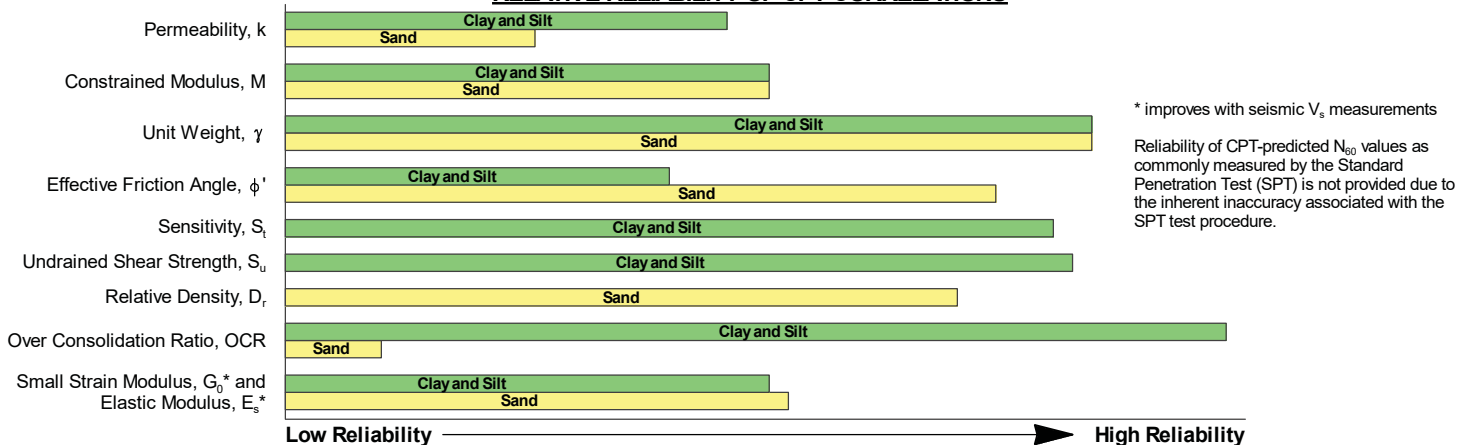 Permeability, k
Clay and Silt
Sand
Constrained Modulus, M
Clay and Silt
Sand
Unit Weight, γ
Clay and Silt
Sand
Effective Friction Angle, ϕ'
Clay and Silt
Sand
Sensitivity, Sₜ
Clay and Silt
Undrained Shear Strength, Sᵤ
Clay and Silt
Relative Density, Dᵣ
Sand
Over Consolidation Ratio, OCR
Clay and Silt
Sand
Small Strain Modulus, G₀* and
Elastic Modulus, Eₛ*
Clay and Silt
Sand
Low Reliability
High Reliability
* improves with seismic Vₛ measurements
Reliability of CPT-predicted N₆₀ values as
commonly measured by the Standard
Penetration Test (SPT) is not provided due to
the inherent inaccuracy associated with the
SPT test procedure.